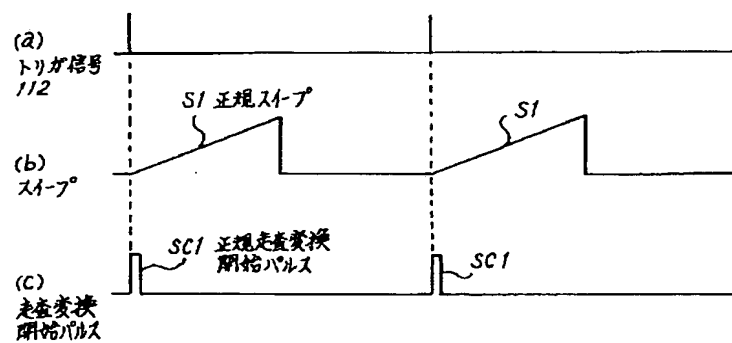 (a)
トリガ信号
112
S1 正規スイープ
S1
(b)
スイープ
SC1 正規走査変換
開始パルス
SC1
(c)
走査変換
開始パルス